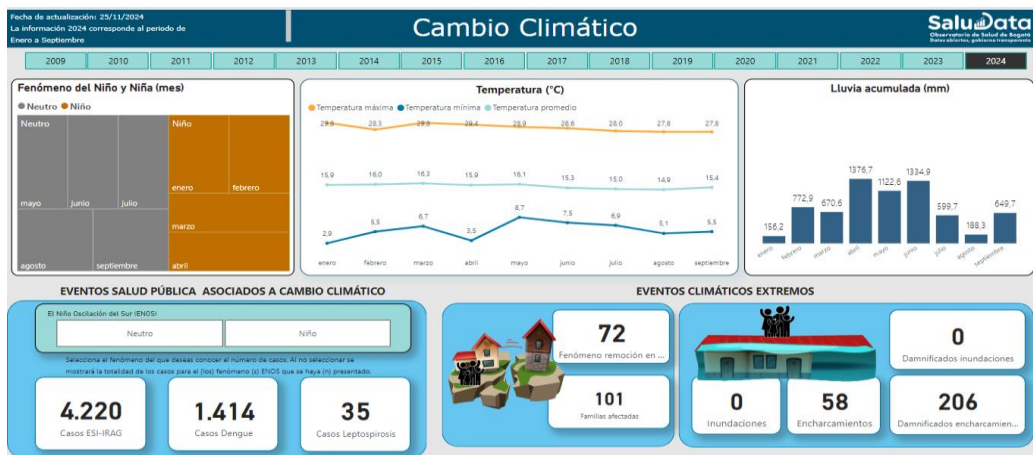 Fecha de actualización: 25/11/2024
La información 2024 corresponde al periodo de
Enero a Septiembre
Cambio Climático
SaluData
Observatorio de Salud de Bogotá
Datos abiertos, gobierno transparente
2009 2010 2011 2012 2013 2014 2015 2016 2017 2018 2019 2020 2021 2022 2023 2024
Fenómeno del Niño y Niña (mes)
Neutro Niño
Neutro Niño
enero febrero
mayo junio julio
marzo
agosto septiembre abril
Temperatura (°C)
Temperatura máxima Temperatura mínima Temperatura promedio
29,6 28,3 29,8 29,4 28,9 28,6 28,0 27,8 27,8
15,9 16,0 16,3 15,9 16,1 15,3 15,0 14,9 15,4
2,9 5,5 6,7 3,5 8,7 7,5 6,9 5,1 5,5
enero febrero marzo abril mayo junio julio agosto septiembre
Lluvia acumulada (mm)
156,2 772,9 670,6 1376,7 1122,6 1334,9 599,7 188,3 649,7
enero febrero marzo abril mayo junio julio agosto septiembre
EVENTOS SALUD PÚBLICA ASOCIADOS A CAMBIO CLIMÁTICO
El Niño Oscilación del Sur (ENOS)
Neutro Niño
Selecciona el fenómeno del que deseas conocer el número de casos. Al no seleccionar se
mostrará la totalidad de los casos para el (los) fenómeno (s) ENOS que se haya (n) presentado.
4.220
Casos ESI-IRAG
1.414
Casos Dengue
35
Casos Leptospirosis
EVENTOS CLIMÁTICOS EXTREMOS
72
Fenómeno remoción en ...
101
Familias afectadas
0
Damnificados inundaciones
0
Inundaciones
58
Encharcamientos
206
Damnificados encharcamien...